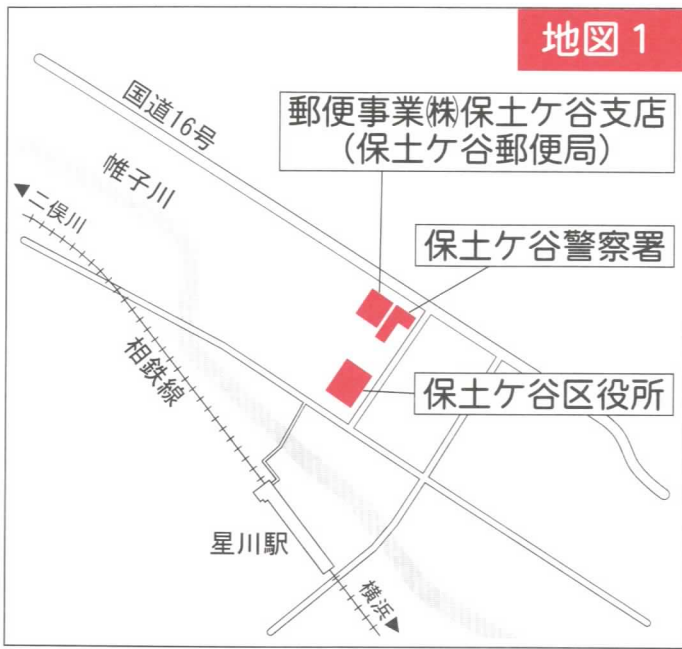 地図 1
国道16号
郵便事業㈱保土ケ谷支店
(保土ケ谷郵便局)
帷子川
◀二俣川
保土ケ谷警察署
相鉄線
保土ケ谷区役所
星川駅
横浜▶